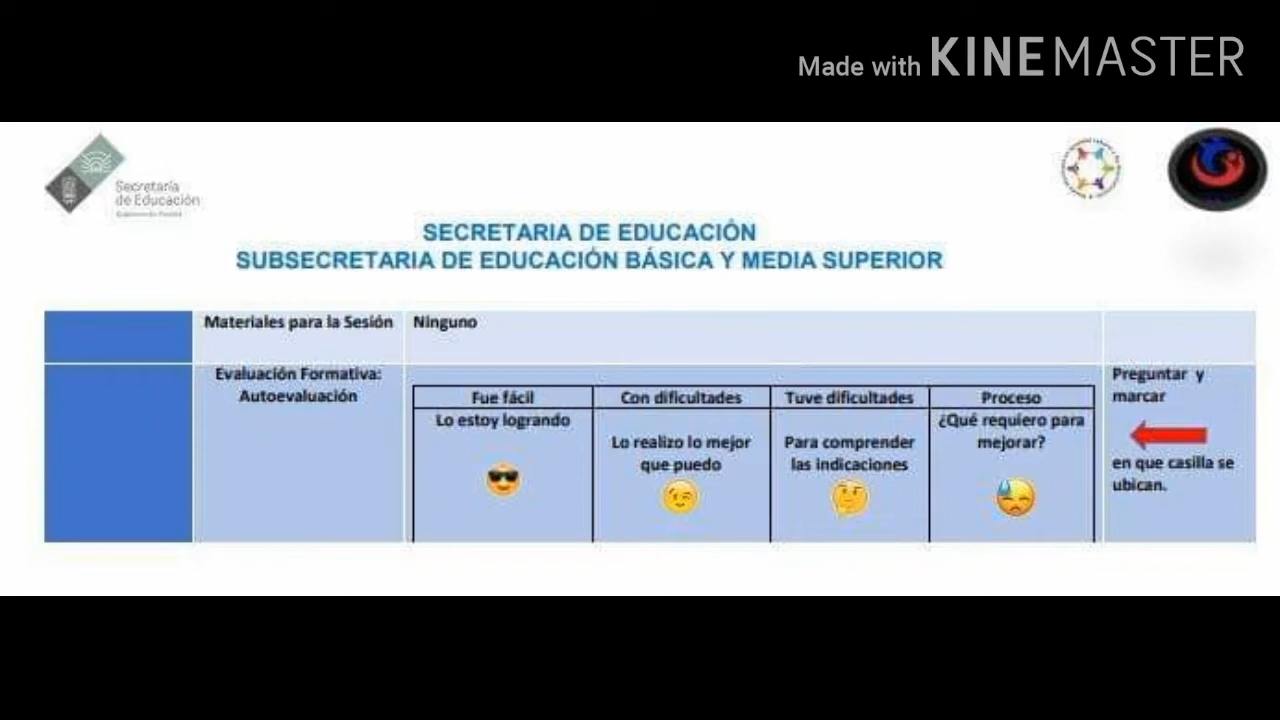 Made with KINEMASTER
Secretaría
de Educación
SECRETARIA DE EDUCACIÓN
SUBSECRETARIA DE EDUCACIÓN BÁSICA Y MEDIA SUPERIOR
Materiales para la Sesión
Ninguno
Evaluación Formativa:
Autoevaluación
Fue fácil
Lo estoy logrando
Con dificultades
Lo realizo lo mejor
que puedo
Tuve dificultades
Para comprender
las indicaciones
Proceso
¿Qué requiero para
mejorar?
Preguntar y
marcar
en que casilla se
ubican.